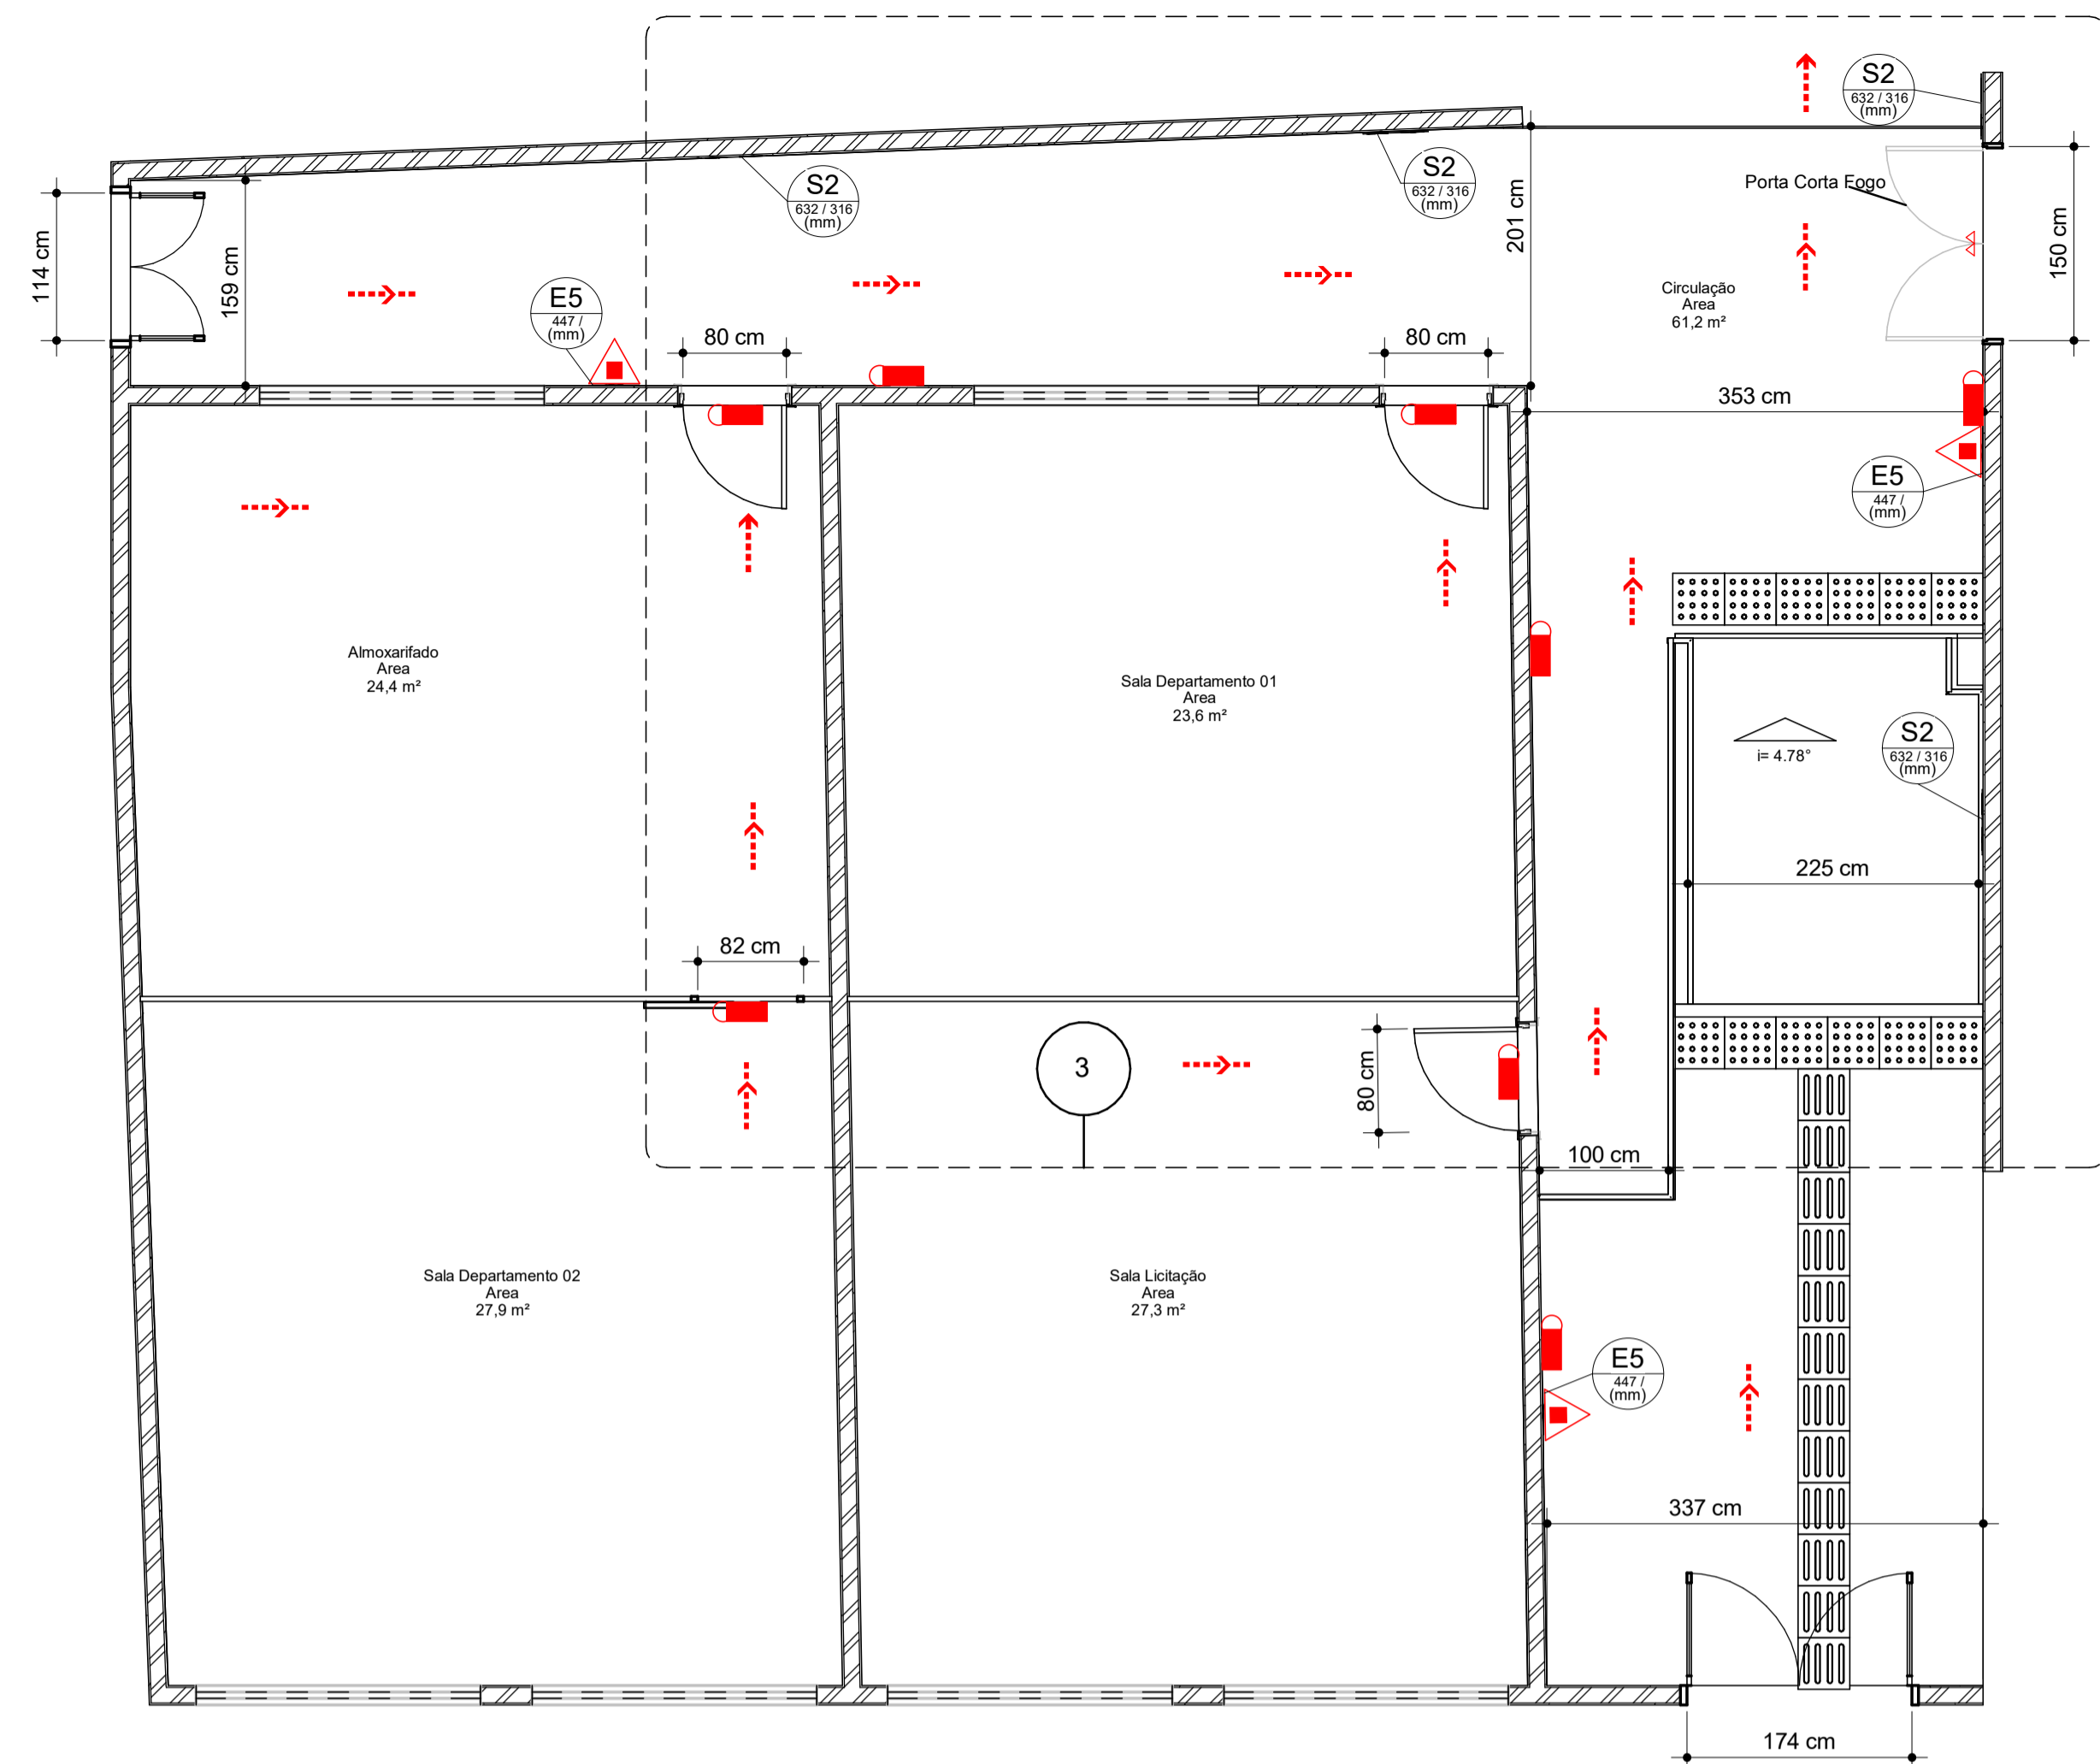 S2
632 / 316
(mm)
S2
632 / 316
(mm)
S2
632 / 316
(mm)
Porta Corta Fogo
201 cm
150 cm
114 cm
159 cm
E5
447 /
(mm)
80 cm
80 cm
Circulação
Area
61,2 m²
353 cm
E5
447 /
(mm)
Almoxarifado
Area
24,4 m²
Sala Departamento 01
Area
23,6 m²
S2
632 / 316
(mm)
i= 4.78°
225 cm
82 cm
3
80 cm
100 cm
Sala Departamento 02
Area
27,9 m²
Sala Licitação
Area
27,3 m²
E5
447 /
(mm)
337 cm
174 cm